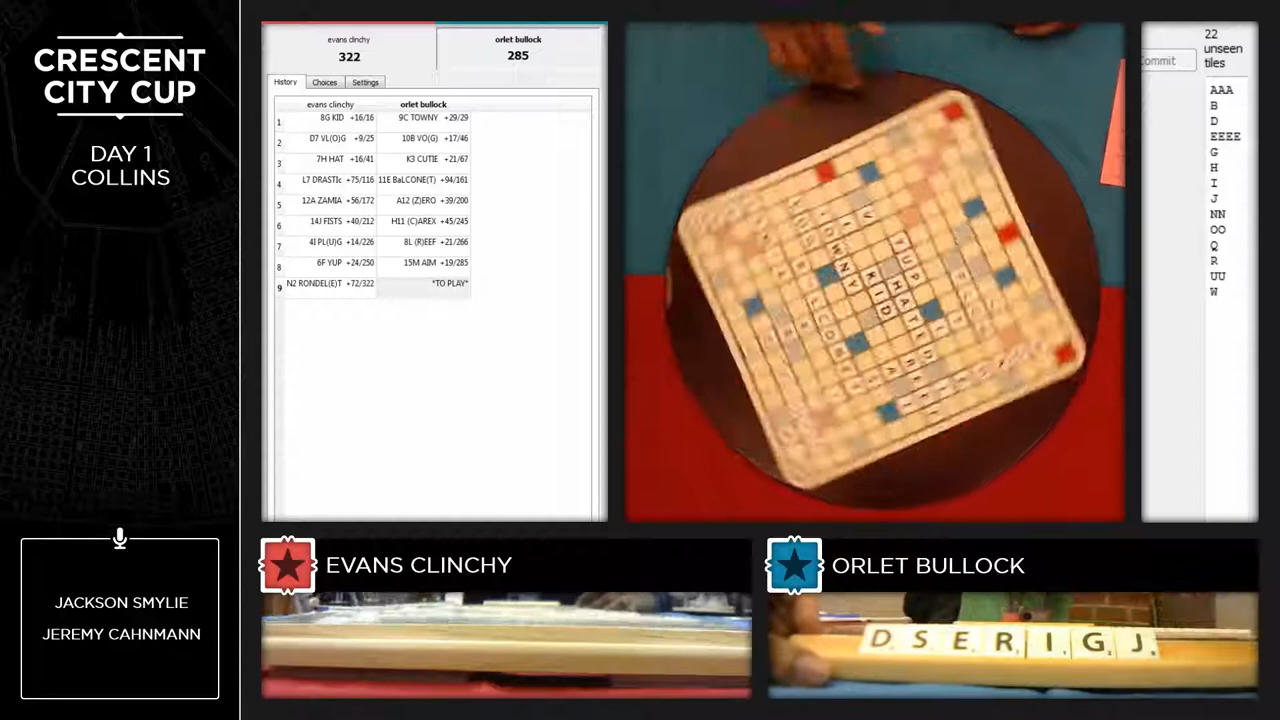 CRESCENT
CITY CUP
DAY 1
COLLINS
JACKSON SMYLIE
JEREMY CAHNMANN
evans clinchy
322
orlet bullock
285
History Choices Settings
evans clinchy orlet bullock
1 8G KID +16/16 9C TOWNY +29/29
2 D7 VL(O)G +9/25 10B VO(G) +17/46
3 7H HAT +16/41 K3 CUTIE +21/67
4 L7 DRASTIc +75/116 11E BaLCONE(T) +94/161
5 12A ZAMIA +56/172 A12 (Z)ERO +39/200
6 14J FISTS +40/212 H11 (C)AREX +45/245
7 4I PL(U)G +14/226 8L (R)EEF +21/266
8 6F YUP +24/250 15M AIM +19/285
9 N2 RONDEL(E)T +72/322 *TO PLAY*
Commit
22
unseen
tiles
AAA
B
D
EEEE
G
H
I
J
NN
OO
Q
R
UU
W
YUP
TOWNY
KID
HAT
EVANS CLINCHY
ORLET BULLOCK
D S E R I G J